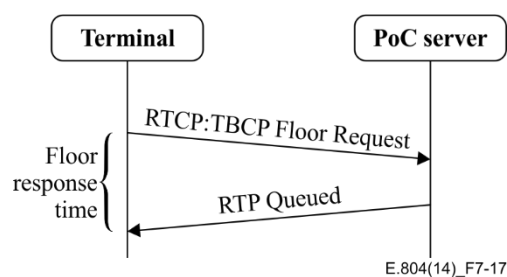 Terminal
PoC server
RTCP:TBCP Floor Request
Floor
response
time
RTP Queued
E.804(14)_F7-17